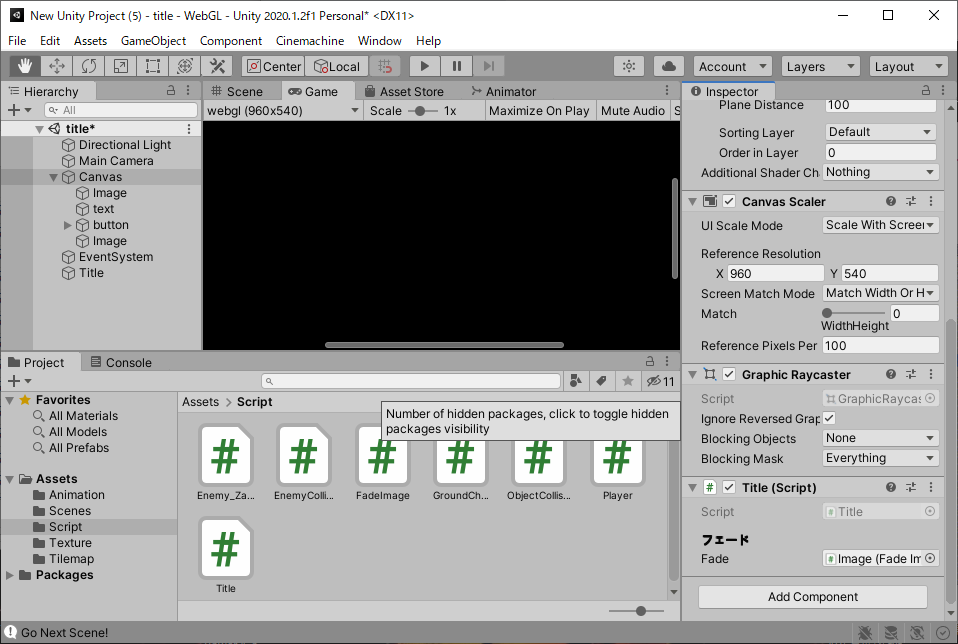 New Unity Project (5) - title - WebGL - Unity 2020.1.2f1 Personal* <DX11>
File Edit Assets GameObject Component Cinemachine Window Help
Center Local Account Layers Layout
Hierarchy
All
title*
Directional Light
Main Camera
Canvas
Image
text
button
Image
EventSystem
Title
Scene Game Asset Store Animator
webgl (960x540) Scale 1x Maximize On Play Mute Audio S
Inspector
Plane Distance 100
Sorting Layer Default
Order in Layer 0
Additional Shader Ch Nothing
Canvas Scaler
UI Scale Mode Scale With Screen
Reference Resolution
X 960 Y 540
Screen Match Mode Match Width Or H
Match 0
WidthHeight
Reference Pixels Per 100
Graphic Raycaster
Script GraphicRaycas
Ignore Reversed Grap
Blocking Objects None
Blocking Mask Everything
Title (Script)
Script Title
フェード
Fade Image (Fade Im
Add Component
Project Console
11
Favorites
All Materials
All Models
All Prefabs
Assets
Animation
Scenes
Script
Texture
Tilemap
Packages
Assets > Script
Number of hidden packages, click to toggle hidden
packages visibility
Enemy_Za... EnemyColli... FadeImage GroundCh... ObjectCollis... Player
Title
Go Next Scene!